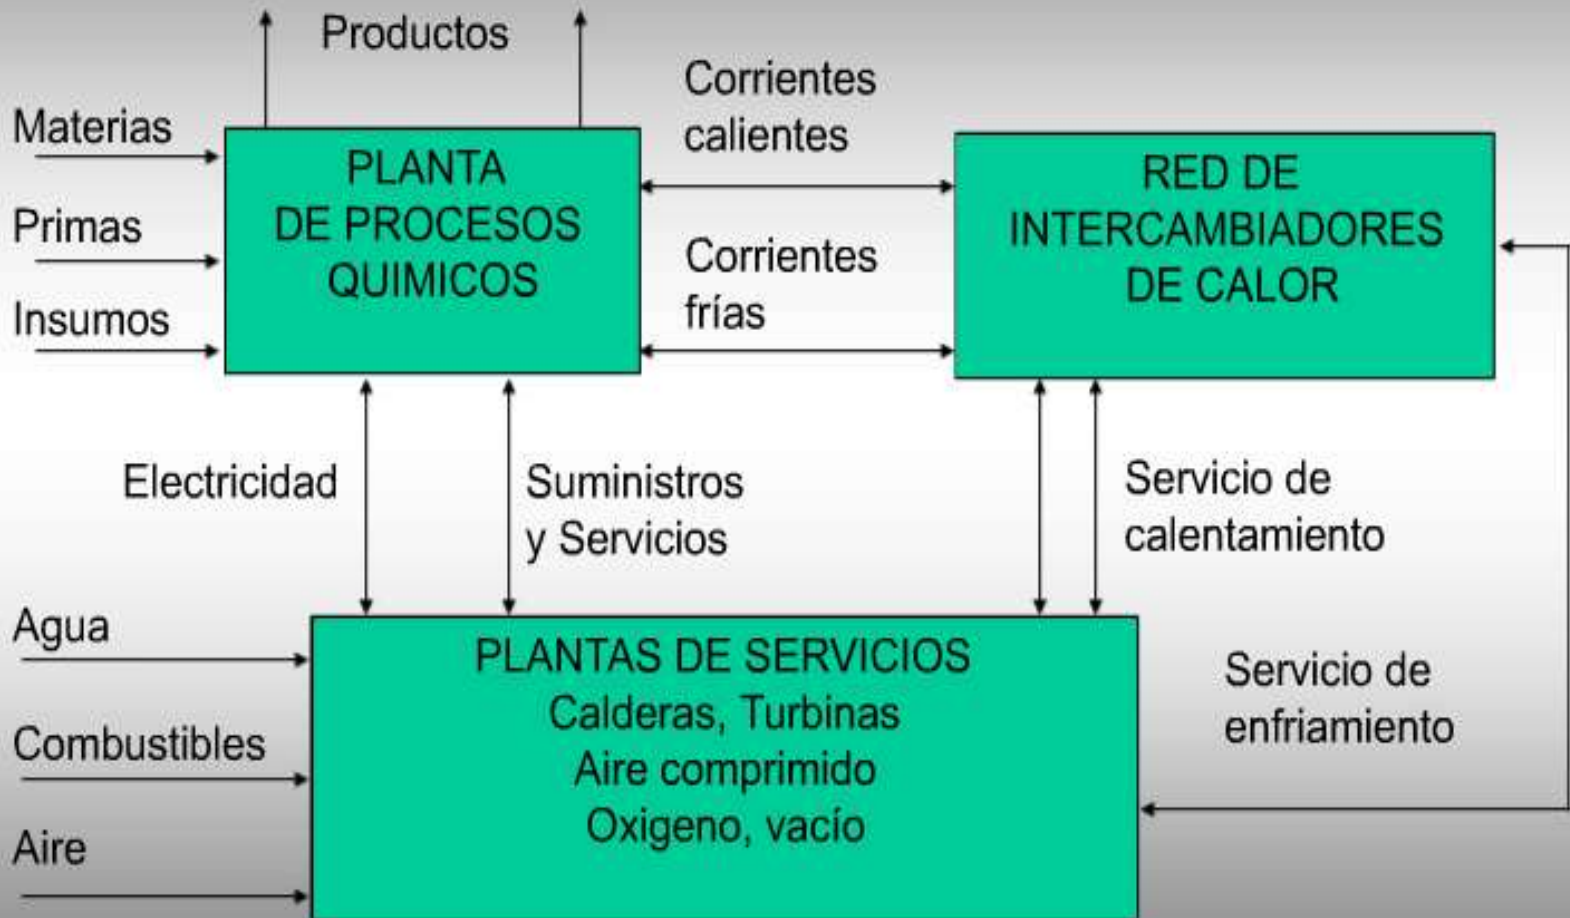 Productos
Materias
Primas
Insumos
PLANTA
DE PROCESOS
QUIMICOS
Corrientes
calientes
Corrientes
frías
RED DE
INTERCAMBIADORES
DE CALOR
Electricidad
Suministros
y Servicios
Servicio de
calentamiento
Agua
Combustibles
Aire
PLANTAS DE SERVICIOS
Calderas, Turbinas
Aire comprimido
Oxigeno, vacío
Servicio de
enfriamiento